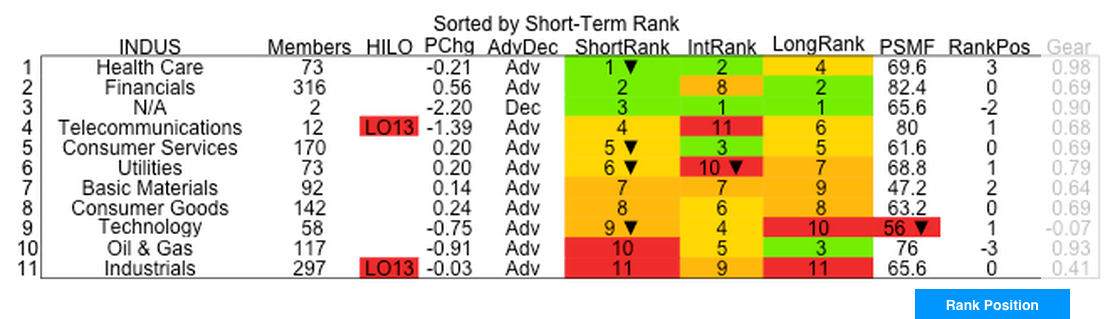 Sorted by Short-Term Rank
INDUS Members HILO PChg AdvDec ShortRank IntRank LongRank PSMF RankPos Gear
1 Health Care 73 -0.21 Adv 1 ▼ 2 4 69.6 3 0.98
2 Financials 316 0.56 Adv 2 8 2 82.4 0 0.69
3 N/A 2 -2.20 Dec 3 1 1 65.6 -2 0.90
4 Telecommunications 12 LO13 -1.39 Adv 4 11 6 80 1 0.68
5 Consumer Services 170 0.20 Adv 5 ▼ 3 5 61.6 0 0.69
6 Utilities 73 0.20 Adv 6 ▼ 10 ▼ 7 68.8 1 0.79
7 Basic Materials 92 0.14 Adv 7 7 9 47.2 2 0.64
8 Consumer Goods 142 0.24 Adv 8 6 8 63.2 0 0.69
9 Technology 58 -0.75 Adv 9 ▼ 4 10 56 ▼ 1 -0.07
10 Oil & Gas 117 -0.91 Adv 10 5 3 76 -3 0.93
11 Industrials 297 LO13 -0.03 Adv 11 9 11 65.6 0 0.41
Rank Position